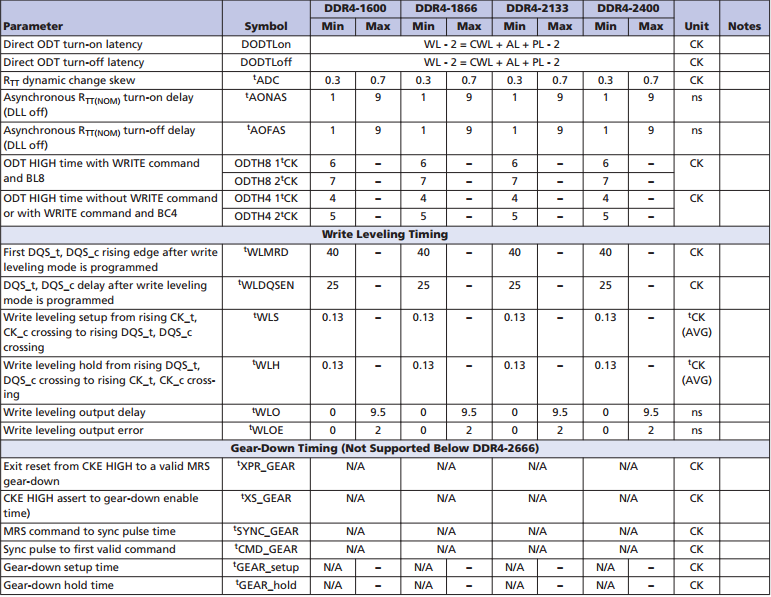 DDR4-1600 DDR4-1866 DDR4-2133 DDR4-2400
Parameter Symbol Min Max Min Max Min Max Min Max Unit Notes
Direct ODT turn-on latency DODTLon WL - 2 = CWL + AL + PL - 2 CK
Direct ODT turn-off latency DODTLoff WL - 2 = CWL + AL + PL - 2 CK
RTT dynamic change skew tADC 0.3 0.7 0.3 0.7 0.3 0.7 0.3 0.7 CK
Asynchronous RTT(NOM) turn-on delay tAONAS 1 9 1 9 1 9 1 9 ns
(DLL off)
Asynchronous RTT(NOM) turn-off delay tAOFAS 1 9 1 9 1 9 1 9 ns
(DLL off)
ODT HIGH time with WRITE command ODTH8 1tCK 6 – 6 – 6 – 6 – CK
and BL8 ODTH8 2tCK 7 – 7 – 7 – 7 –
ODT HIGH time without WRITE command ODTH4 1tCK 4 – 4 – 4 – 4 – CK
or with WRITE command and BC4 ODTH4 2tCK 5 – 5 – 5 – 5 –
Write Leveling Timing
First DQS_t, DQS_c rising edge after write tWLMRD 40 – 40 – 40 – 40 – CK
leveling mode is programmed
DQS_t, DQS_c delay after write leveling tWLDQSEN 25 – 25 – 25 – 25 – CK
mode is programmed
Write leveling setup from rising CK_t, tWLS 0.13 – 0.13 – 0.13 – 0.13 – tCK
CK_c crossing to rising DQS_t, DQS_c (AVG)
crossing
Write leveling hold from rising DQS_t, tWLH 0.13 – 0.13 – 0.13 – 0.13 – tCK
DQS_c crossing to rising CK_t, CK_c cross- (AVG)
ing
Write leveling output delay tWLO 0 9.5 0 9.5 0 9.5 0 9.5 ns
Write leveling output error tWLOE 0 2 0 2 0 2 0 2 ns
Gear-Down Timing (Not Supported Below DDR4-2666)
Exit reset from CKE HIGH to a valid MRS tXPR_GEAR N/A N/A N/A N/A CK
gear-down
CKE HIGH assert to gear-down enable tXS_GEAR N/A N/A N/A N/A CK
time)
MRS command to sync pulse time tSYNC_GEAR N/A N/A N/A N/A CK
Sync pulse to first valid command tCMD_GEAR N/A N/A N/A N/A CK
Gear-down setup time tGEAR_setup N/A – N/A – N/A – N/A – CK
Gear-down hold time tGEAR_hold N/A – N/A – N/A – N/A – CK